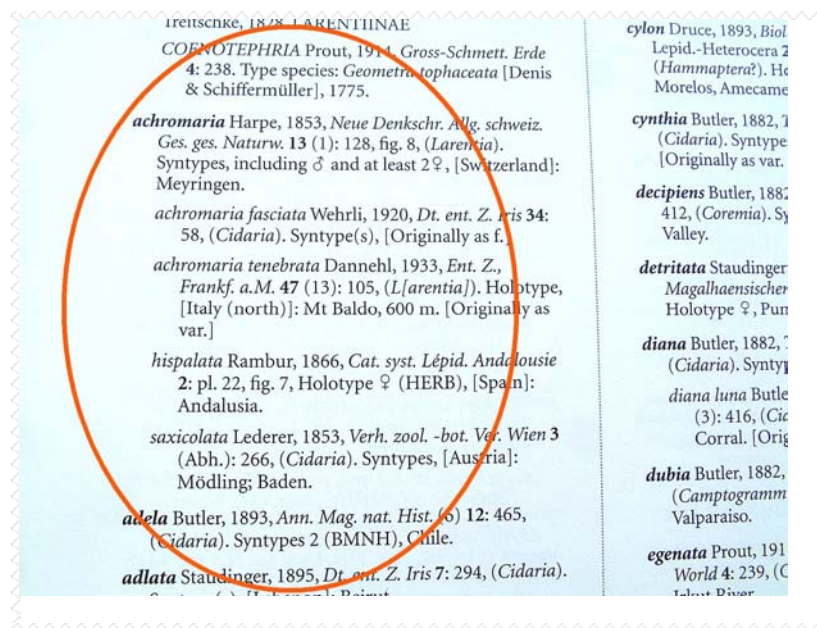 Treitschke, 1828. LARENTIINAE
COENOTEPHRIA Prout, 1914, Gross-Schmett. Erde
4: 238. Type species: Geometra tophaceata [Denis
& Schiffermüller], 1775.
achromaria Harpe, 1853, Neue Denkschr. Allg. schweiz.
Ges. ges. Naturw. 13 (1): 128, fig. 8, (Larentia).
Syntypes, including ♂ and at least 2♀, [Switzerland]:
Meyringen.
achromaria fasciata Wehrli, 1920, Dt. ent. Z. Iris 34:
58, (Cidaria). Syntype(s), [Originally as f.]
achromaria tenebrata Dannehl, 1933, Ent. Z.,
Frankf. a.M. 47 (13): 105, (L[arentia]). Holotype,
[Italy (north)]: Mt Baldo, 600 m. [Originally as
var.]
hispalata Rambur, 1866, Cat. syst. Lépid. Andalousie
2: pl. 22, fig. 7, Holotype ♀ (HERB), [Spain]:
Andalusia.
saxicolata Lederer, 1853, Verh. zool. -bot. Ver. Wien 3
(Abh.): 266, (Cidaria). Syntypes, [Austria]:
Mödling; Baden.
adela Butler, 1893, Ann. Mag. nat. Hist. (6) 12: 465,
(Cidaria). Syntypes 2 (BMNH), Chile.
adlata Staudinger, 1895, Dt. ent. Z. Iris 7: 294, (Cidaria).
cylon Druce, 1893, Biol
Lepid.-Heterocera 2
(Hammaptera?). Ho
Morelos, Amecame
cynthia Butler, 1882, T
(Cidaria). Syntype
[Originally as var.
decipiens Butler, 1882
412, (Coremia). Sy
Valley.
detritata Staudinger
Magalhaensischer
Holotype ♀, Pun
diana Butler, 1882,
(Cidaria). Syntyp
diana luna Butle
(3): 416, (Cid
Corral. [Orig
dubia Butler, 1882,
(Camptogramm
Valparaiso.
egenata Prout, 191
World 4: 239, (C
Irkut River